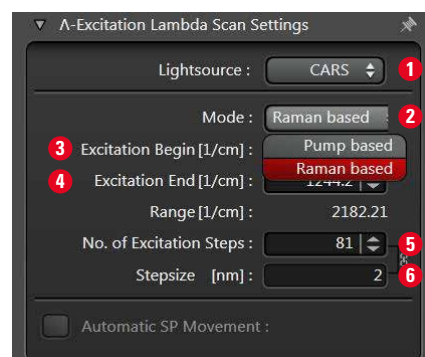 Λ-Excitation Lambda Scan Settings
Lightsource : CARS 1
Mode : Raman based 2
3 Excitation Begin [1/cm] : Pump based
Raman based
4 Excitation End [1/cm] : 1244.2
Range [1/cm] : 2182.21
No. of Excitation Steps : 81 5
Stepsize [nm] : 2 6
Automatic SP Movement :